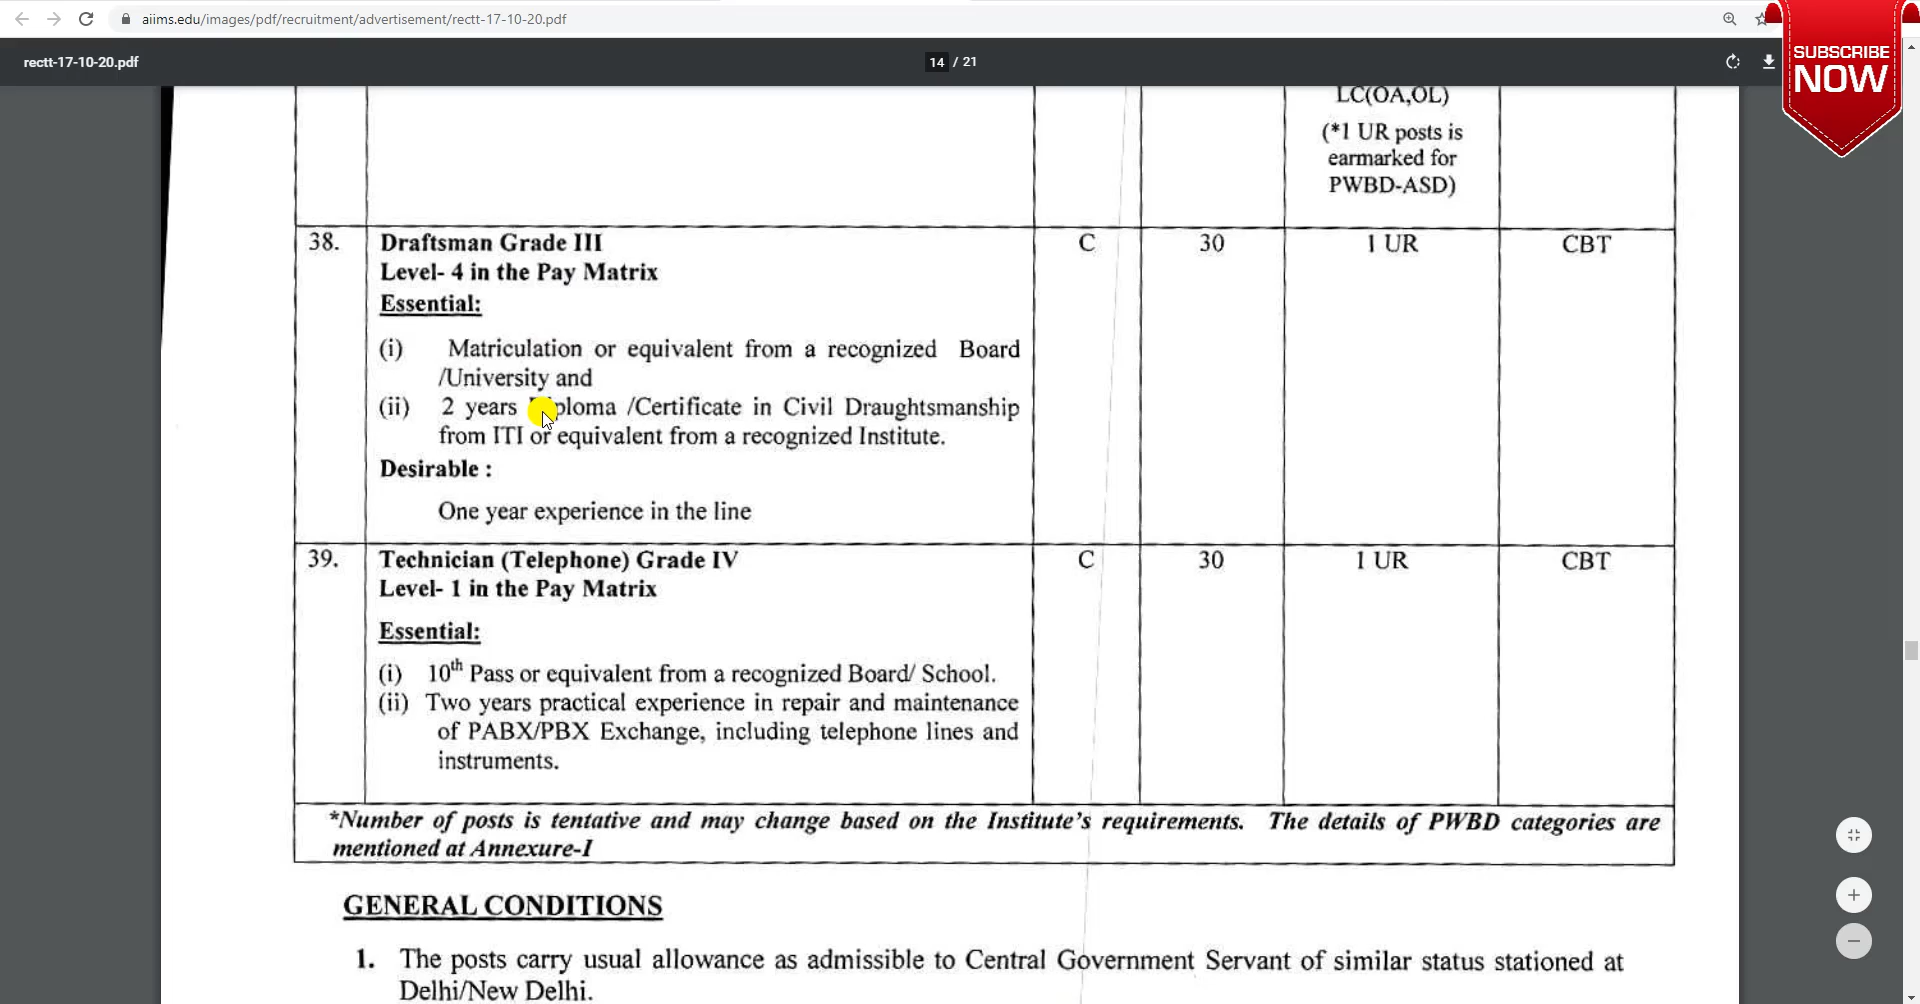 aiims.edu/images/pdf/recruitment/advertisement/rectt-17-10-20.pdf
rectt-17-10-20.pdf
14 / 21
SUBSCRIBE
NOW
LC(OA,OL)
(*1 UR posts is
earmarked for
PWBD-ASD)
38. Draftsman Grade III C 30 1 UR CBT
Level- 4 in the Pay Matrix
Essential:
(i) Matriculation or equivalent from a recognized Board
/University and
(ii) 2 years Diploma /Certificate in Civil Draughtsmanship
from ITI or equivalent from a recognized Institute.
Desirable :
One year experience in the line
39. Technician (Telephone) Grade IV C 30 1 UR CBT
Level- 1 in the Pay Matrix
Essential:
(i) 10th Pass or equivalent from a recognized Board/ School.
(ii) Two years practical experience in repair and maintenance
of PABX/PBX Exchange, including telephone lines and
instruments.
*Number of posts is tentative and may change based on the Institute's requirements. The details of PWBD categories are
mentioned at Annexure-I
GENERAL CONDITIONS
1. The posts carry usual allowance as admissible to Central Government Servant of similar status stationed at
Delhi/New Delhi.